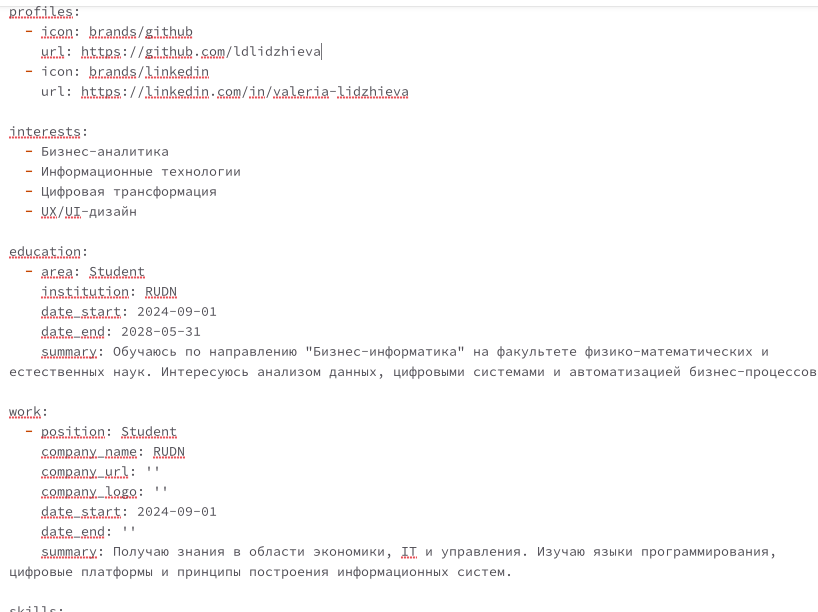 profiles:
  - icon: brands/github
    url: https://github.com/ldlidzhieva
  - icon: brands/linkedin
    url: https://linkedin.com/in/valeria-lidzhieva

interests:
  - Бизнес-аналитика
  - Информационные технологии
  - Цифровая трансформация
  - UX/UI-дизайн

education:
  - area: Student
    institution: RUDN
    date_start: 2024-09-01
    date_end: 2028-05-31
    summary: Обучаюсь по направлению "Бизнес-информатика" на факультете физико-математических и
естественных наук. Интересуюсь анализом данных, цифровыми системами и автоматизацией бизнес-процессов

work:
  - position: Student
    company_name: RUDN
    company_url: ''
    company_logo: ''
    date_start: 2024-09-01
    date_end: ''
    summary: Получаю знания в области экономики, IT и управления. Изучаю языки программирования,
цифровые платформы и принципы построения информационных систем.

skills: